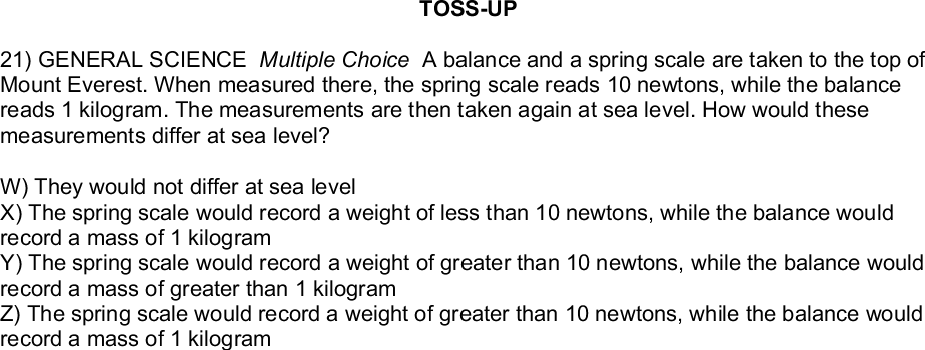 TOSS-UP
21) GENERAL SCIENCE Multiple Choice A balance and a spring scale are taken to the top of
Mount Everest. When measured there, the spring scale reads 10 newtons, while the balance
reads 1 kilogram. The measurements are then taken again at sea level. How would these
measurements differ at sea level?
W) They would not differ at sea level
X) The spring scale would record a weight of less than 10 newtons, while the balance would
record a mass of 1 kilogram
Y) The spring scale would record a weight of greater than 10 newtons, while the balance would
record a mass of greater than 1 kilogram
Z) The spring scale would record a weight of greater than 10 newtons, while the balance would
record a mass of 1 kilogram